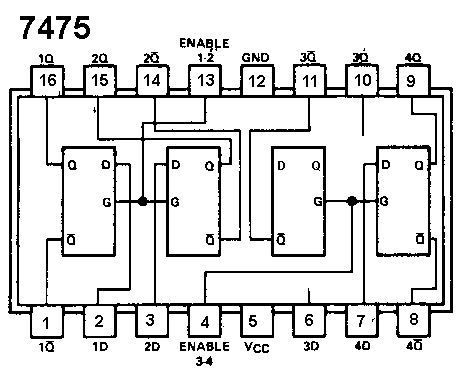 7475
ENABLE
1Q 2Q 2Q̅ 1-2 GND 3Q̅ 3Q 4Q
16 15 14 13 12 11 10 9
Q D D Q D Q D Q
G G G G
Q̅ Q̅ Q̅ Q̅
1 2 3 4 5 6 7 8
1Q̅ 1D 2D ENABLE VCC 3D 4D 4Q̅
3-4